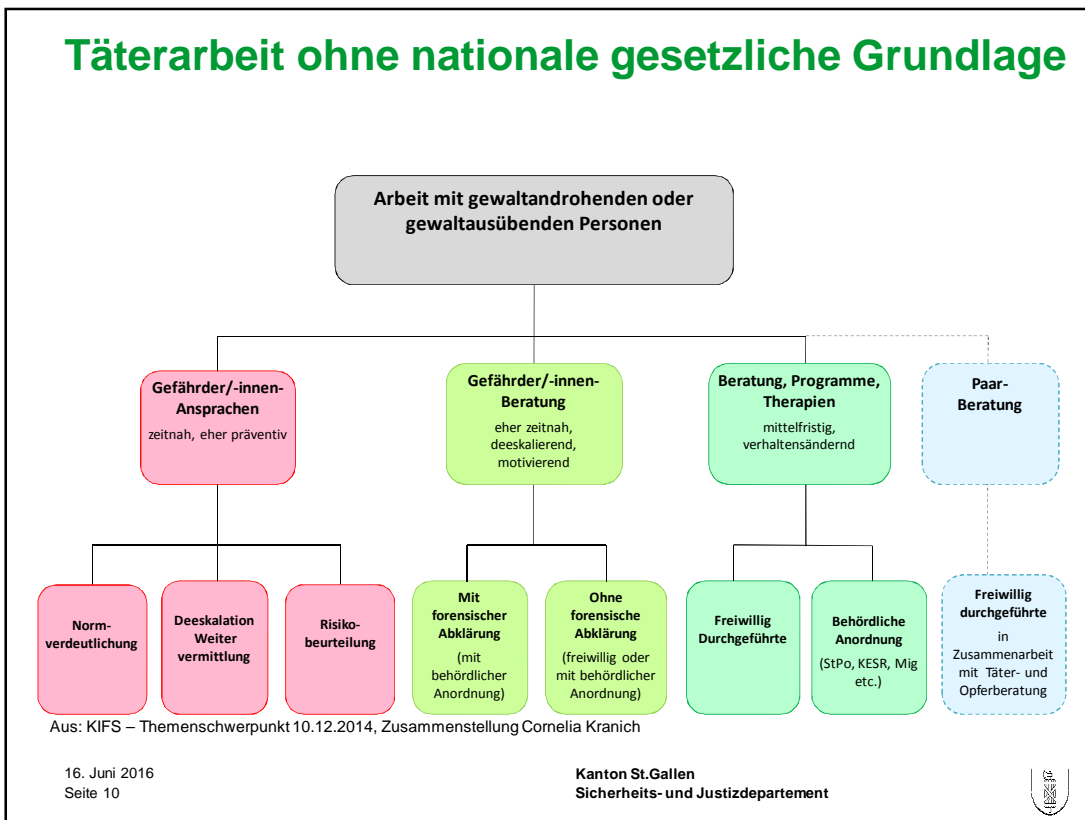 Täterarbeit ohne nationale gesetzliche Grundlage
Arbeit mit gewaltandrohenden oder
gewaltausübenden Personen
Gefährder/-innen-
Ansprachen
zeitnah, eher präventiv
Gefährder/-innen-
Beratung
eher zeitnah,
deeskalierend,
motivierend
Beratung, Programme,
Therapien
mittelfristig,
verhaltensändernd
Paar-
Beratung
Norm-
verdeutlichung
Deeskalation
Weiter
vermittlung
Risiko-
beurteilung
Mit
forensischer
Abklärung
(mit
behördlicher
Anordnung)
Ohne
forensische
Abklärung
(freiwillig oder
mit behördlicher
Anordnung)
Freiwillig
Durchgeführte
Behördliche
Anordnung
(StPo, KESR, Mig
etc.)
Freiwillig
durchgeführte
in
Zusammenarbeit
mit Täter- und
Opferberatung
Aus: KIFS – Themenschwerpunkt 10.12.2014, Zusammenstellung Cornelia Kranich
16. Juni 2016
Seite 10
Kanton St.Gallen
Sicherheits- und Justizdepartement